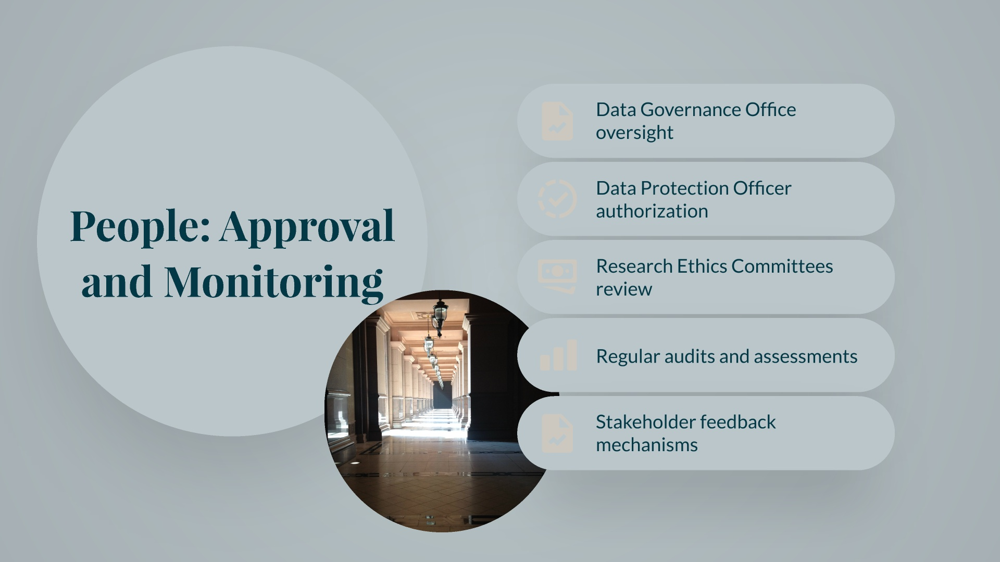 People: Approval
and Monitoring
Data Governance Office
oversight
Data Protection Officer
authorization
Research Ethics Committees
review
Regular audits and assessments
Stakeholder feedback
mechanisms